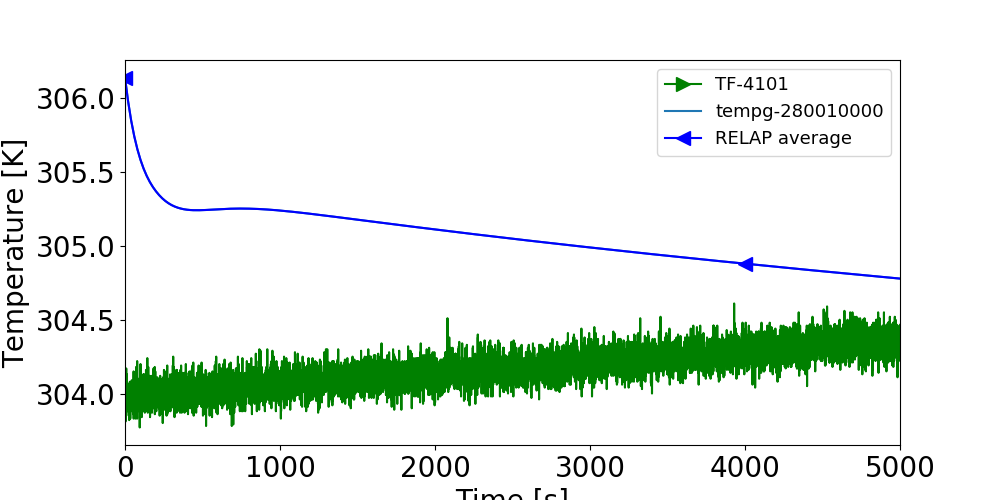 TF-4101
tempg-280010000
RELAP average
306.0
305.5
305.0
304.5
304.0
Temperature [K]
0 1000 2000 3000 4000 5000
Time [s]